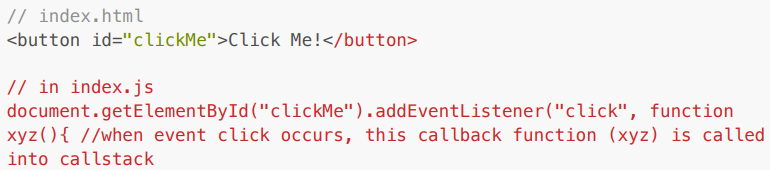 // index.html
<button id="clickMe">Click Me!</button>
// in index.js
document.getElementById("clickMe").addEventListener("click", function
xyz(){ //when event click occurs, this callback function (xyz) is called
into callstack